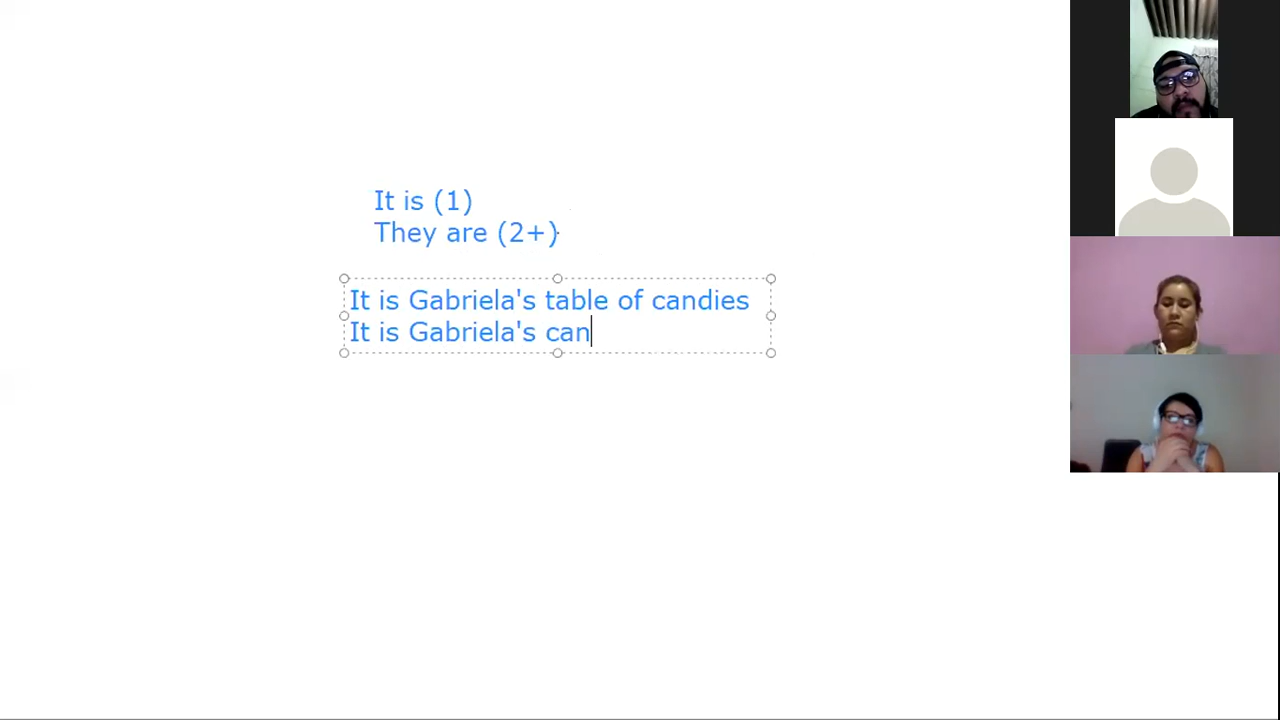 It is (1)
They are (2+)
It is Gabriela's table of candies
It is Gabriela's can